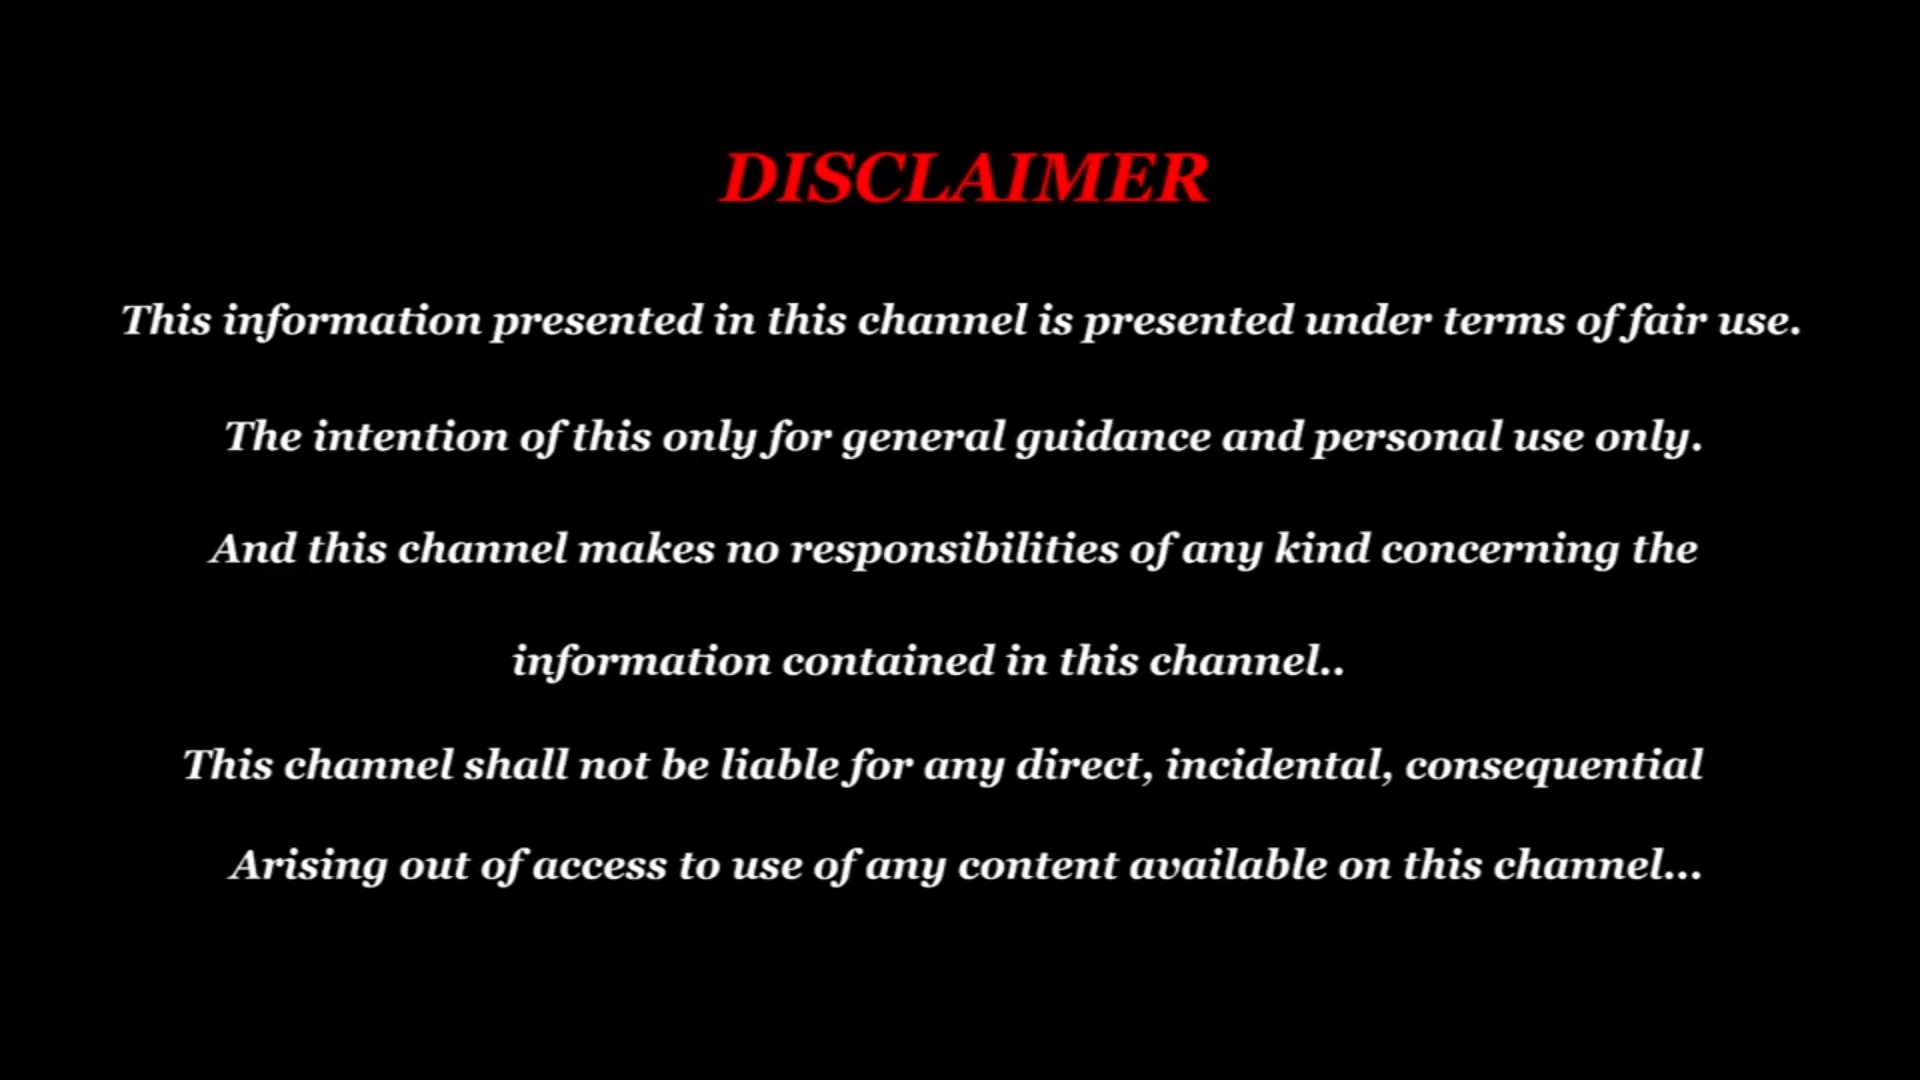 DISCLAIMER
This information presented in this channel is presented under terms of fair use.
The intention of this only for general guidance and personal use only.
And this channel makes no responsibilities of any kind concerning the
information contained in this channel..
This channel shall not be liable for any direct, incidental, consequential
Arising out of access to use of any content available on this channel...